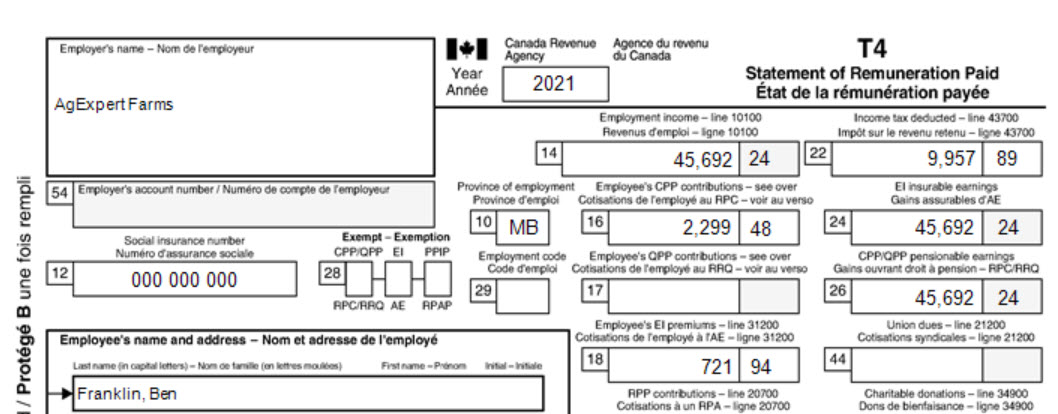 Employer's name – Nom de l'employeur
AgExpert Farms
Canada Revenue Agency
Agence du revenu du Canada
Year
Année
2021
T4
Statement of Remuneration Paid
État de la rémunération payée
Employment income – line 10100
Revenus d'emploi – ligne 10100
14 45,692 24
Income tax deducted – line 43700
Impôt sur le revenu retenu – ligne 43700
22 9,957 89
54 Employer's account number / Numéro de compte de l'employeur
Province of employment
Province d'emploi
10 MB
Employee's CPP contributions – see over
Cotisations de l'employé au RPC – voir au verso
16 2,299 48
EI insurable earnings
Gains assurables d'AE
24 45,692 24
Social insurance number
Numéro d'assurance sociale
12 000 000 000
Exempt – Exemption
CPP/QPP EI PPIP
28
RPC/RRQ AE RPAP
Employment code
Code d'emploi
29
Employee's QPP contributions – see over
Cotisations de l'employé au RRQ – voir au verso
17
CPP/QPP pensionable earnings
Gains ouvrant droit à pension – RPC/RRQ
26 45,692 24
Employee's name and address – Nom et adresse de l'employé
Last name (in capital letters) – Nom de famille (en lettres moulées) First name – Prénom Initial – Initiale
Franklin, Ben
Employee's EI premiums – line 31200
Cotisations de l'employé à l'AE – ligne 31200
18 721 94
Union dues – line 21200
Cotisations syndicales – ligne 21200
44
RPP contributions – line 20700
Cotisations à un RPA – ligne 20700
Charitable donations – line 34900
Dons de bienfaisance – ligne 34900
l / Protégé B une fois rempli